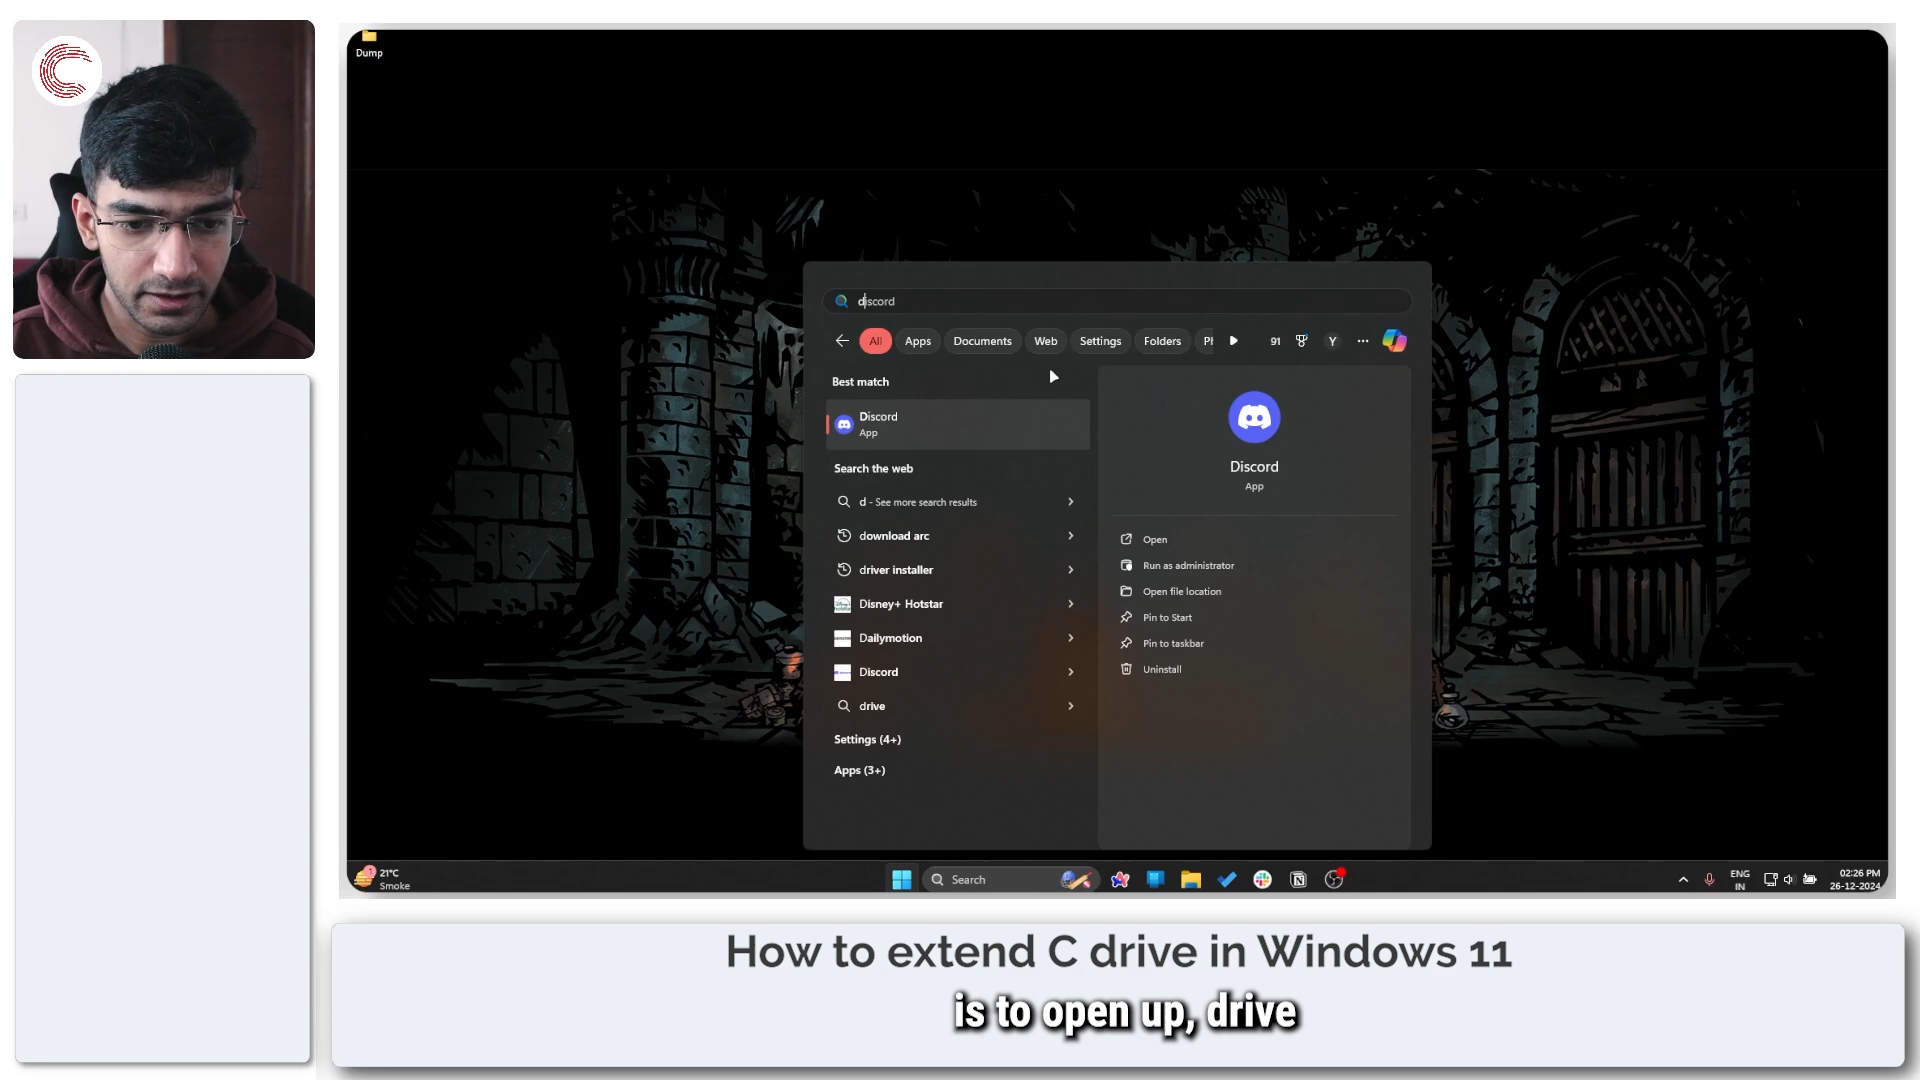 Dump
discord
All
Apps
Documents
Web
Settings
Folders
91
Y
Best match
Discord
App
Search the web
d - See more search results
download arc
driver installer
Disney+ Hotstar
Dailymotion
Discord
drive
Settings (4+)
Apps (3+)
Discord
App
Open
Run as administrator
Open file location
Pin to Start
Pin to taskbar
Uninstall
1
21°C
Smoke
Search
ENG
IN
02:26 PM
26-12-2024
How to extend C drive in Windows 11
is to open up, drive